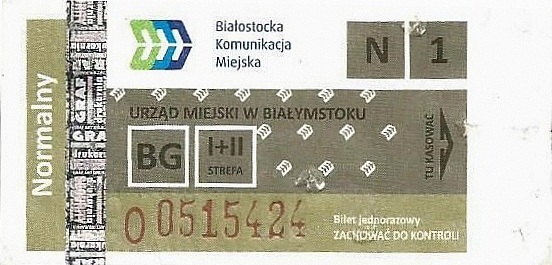 Białostocka
Komunikacja
Miejska
N 1
Normalny
URZĄD MIEJSKI W BIAŁYMSTOKU
BG
I+II
STREFA
TU KASOWAĆ
O 0515424
Bilet jednorazowy
ZACHOWAĆ DO KONTROLI